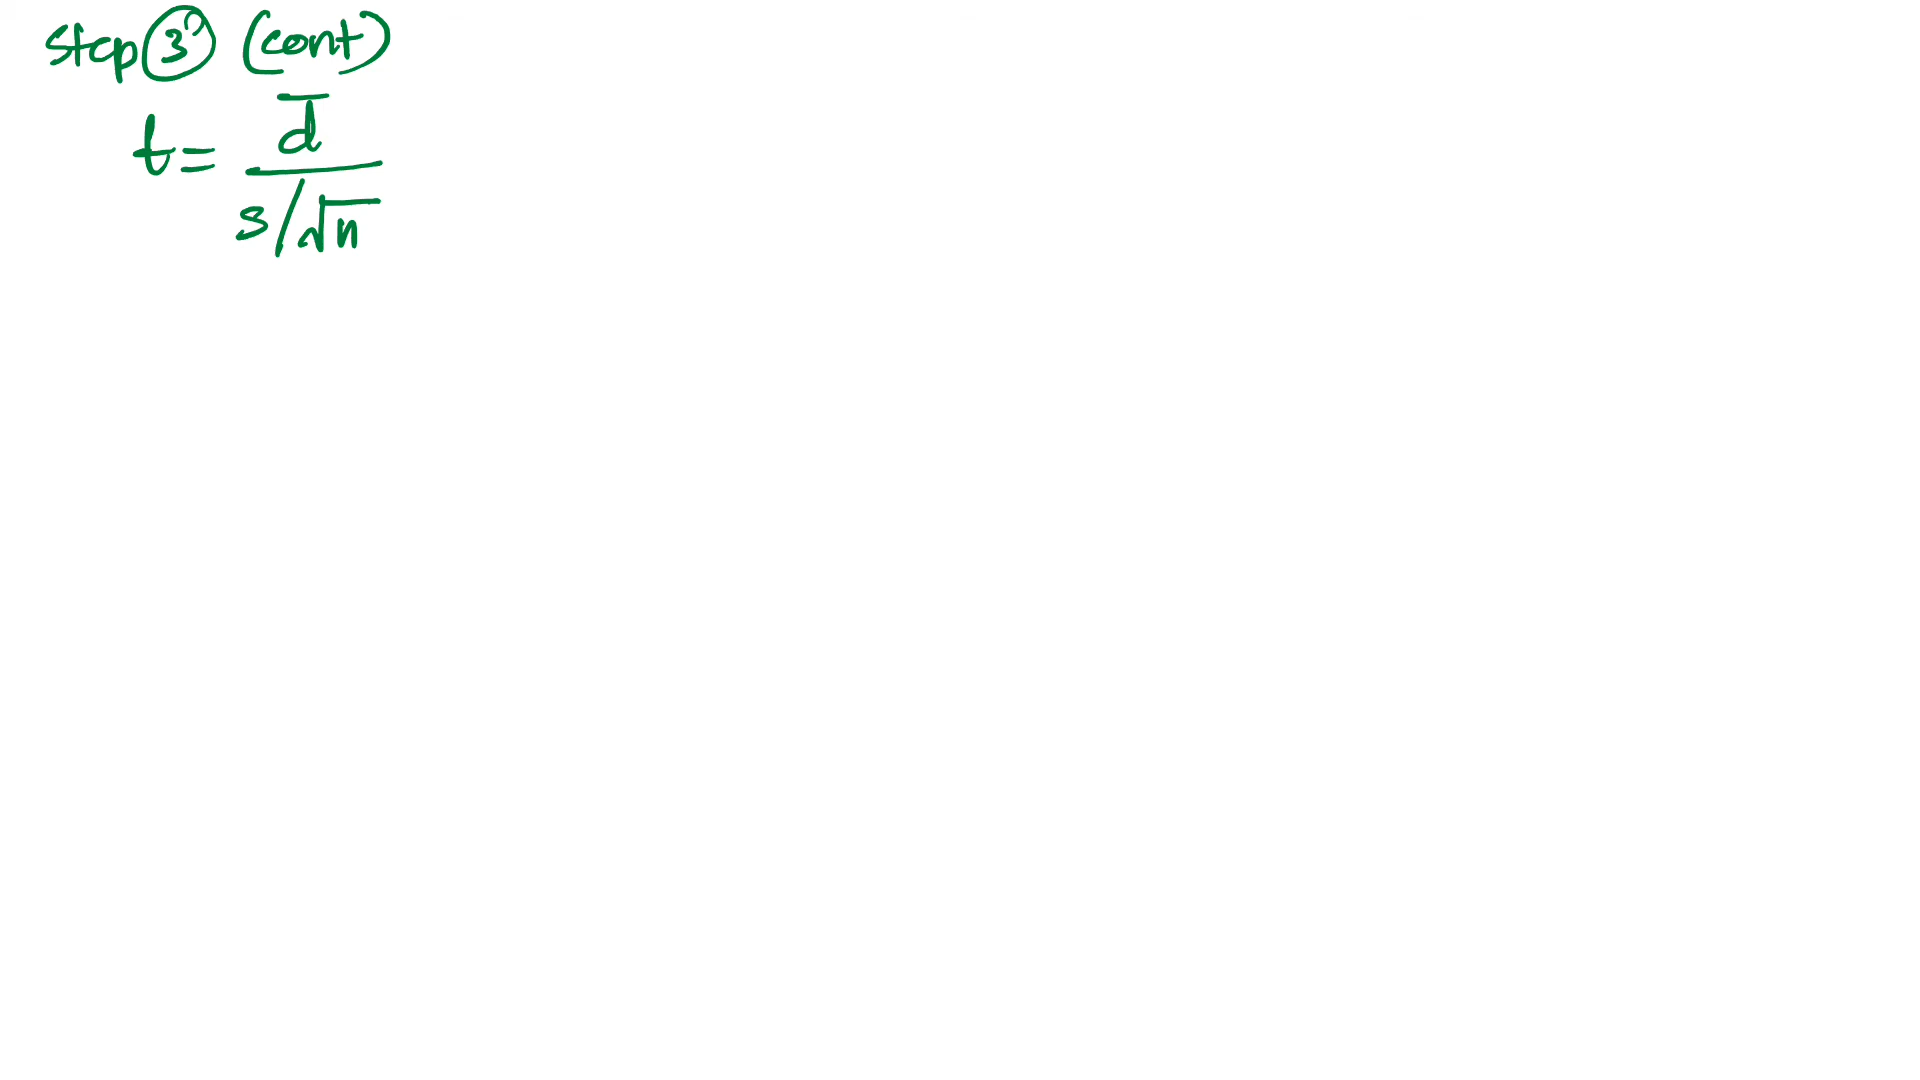 step ③ (cont)
t = d̅ / (s/√n)